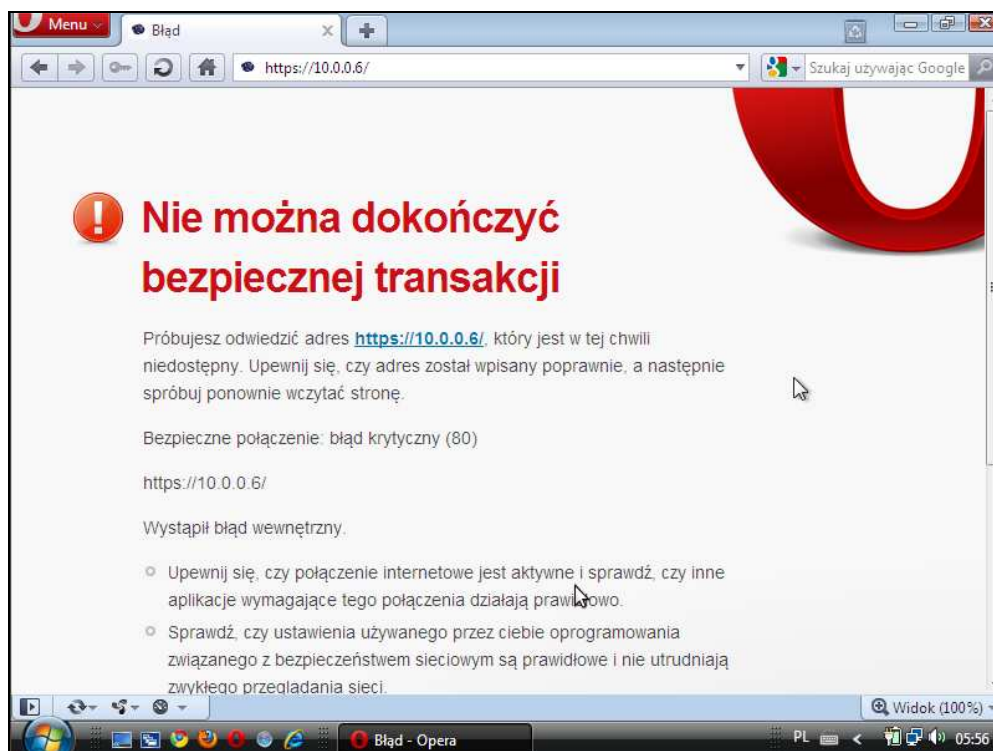 Menu
Błąd
https://10.0.0.6/
Szukaj używając Google
Nie można dokończyć
bezpiecznej transakcji
Próbujesz odwiedzić adres https://10.0.0.6/, który jest w tej chwili
niedostępny. Upewnij się, czy adres został wpisany poprawnie, a następnie
spróbuj ponownie wczytać stronę.
Bezpieczne połączenie: błąd krytyczny (80)
https://10.0.0.6/
Wystąpił błąd wewnętrzny.
Upewnij się, czy połączenie internetowe jest aktywne i sprawdź, czy inne
aplikacje wymagające tego połączenia działają prawidłowo.
Sprawdź, czy ustawienia używanego przez ciebie oprogramowania
związanego z bezpieczeństwem sieciowym są prawidłowe i nie utrudniają
zwykłego przeglądania sieci.
Widok (100%)
Błąd - Opera
PL
05:56